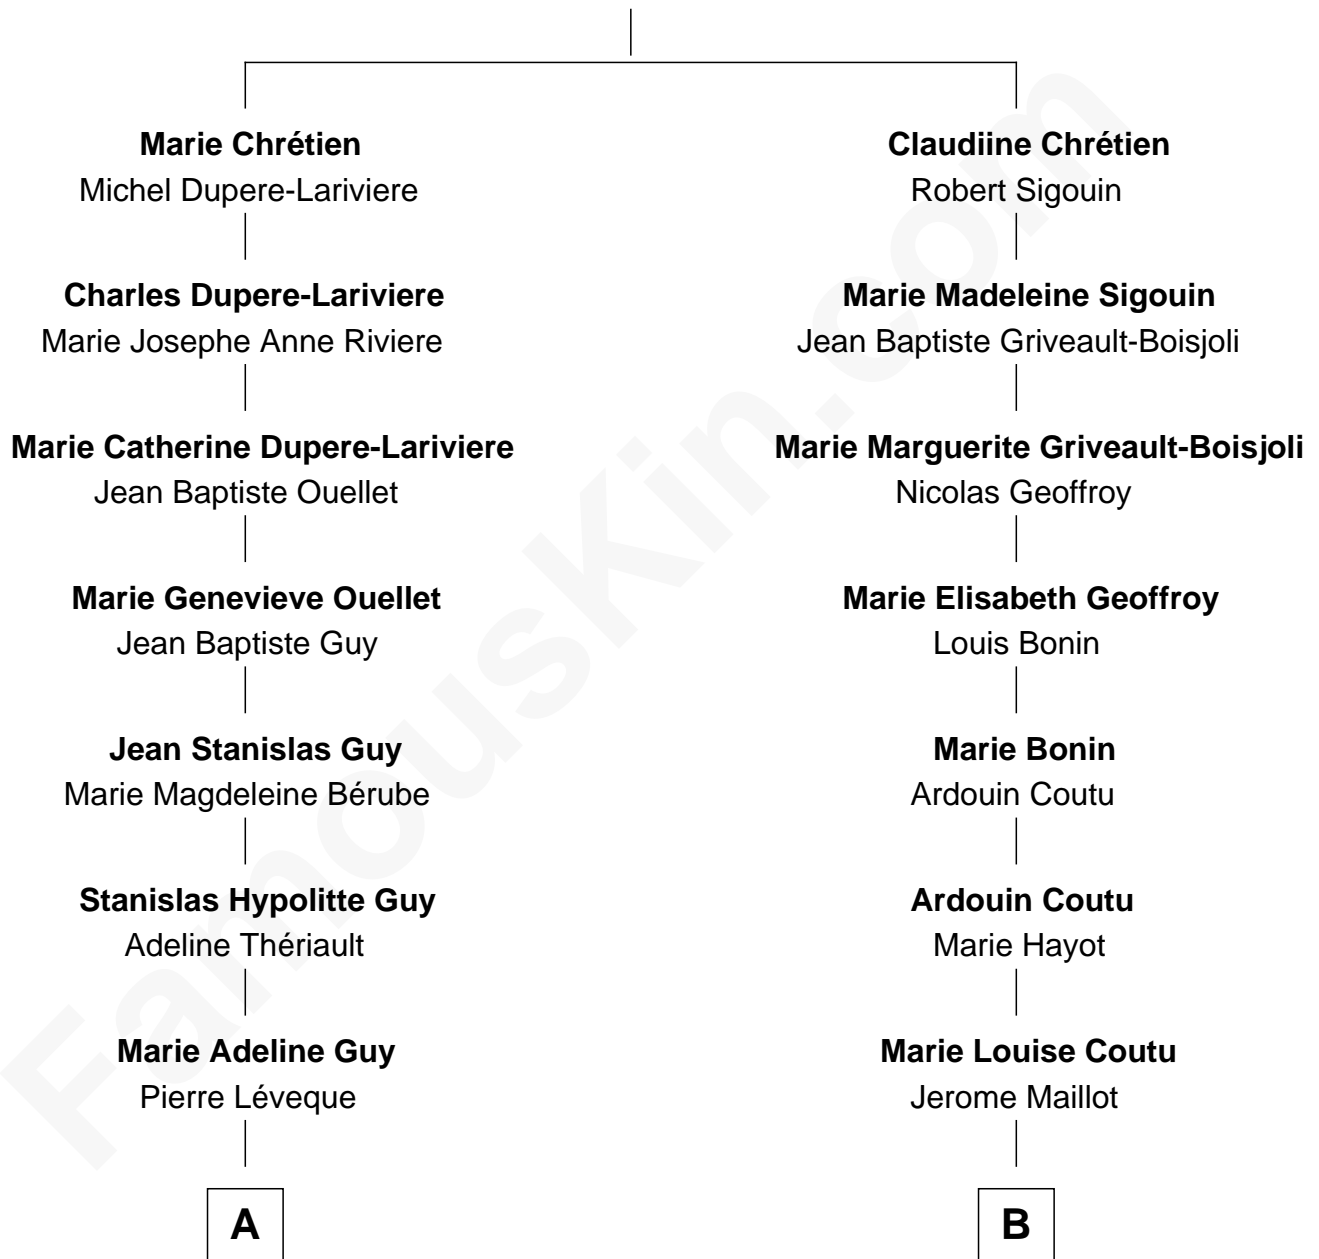 Marie Chrétien
Michel Dupere-Lariviere
Charles Dupere-Lariviere
Marie Josephe Anne Riviere
Marie Catherine Dupere-Lariviere
Jean Baptiste Ouellet
Marie Genevieve Ouellet
Jean Baptiste Guy
Jean Stanislas Guy
Marie Magdeleine Bérube
Stanislas Hypolitte Guy
Adeline Thériault
Marie Adeline Guy
Pierre Léveque
A
Claudiine Chrétien
Robert Sigouin
Marie Madeleine Sigouin
Jean Baptiste Griveault-Boisjoli
Marie Marguerite Griveault-Boisjoli
Nicolas Geoffroy
Marie Elisabeth Geoffroy
Louis Bonin
Marie Bonin
Ardouin Coutu
Ardouin Coutu
Marie Hayot
Marie Louise Coutu
Jerome Maillot
B
FamousKin.com